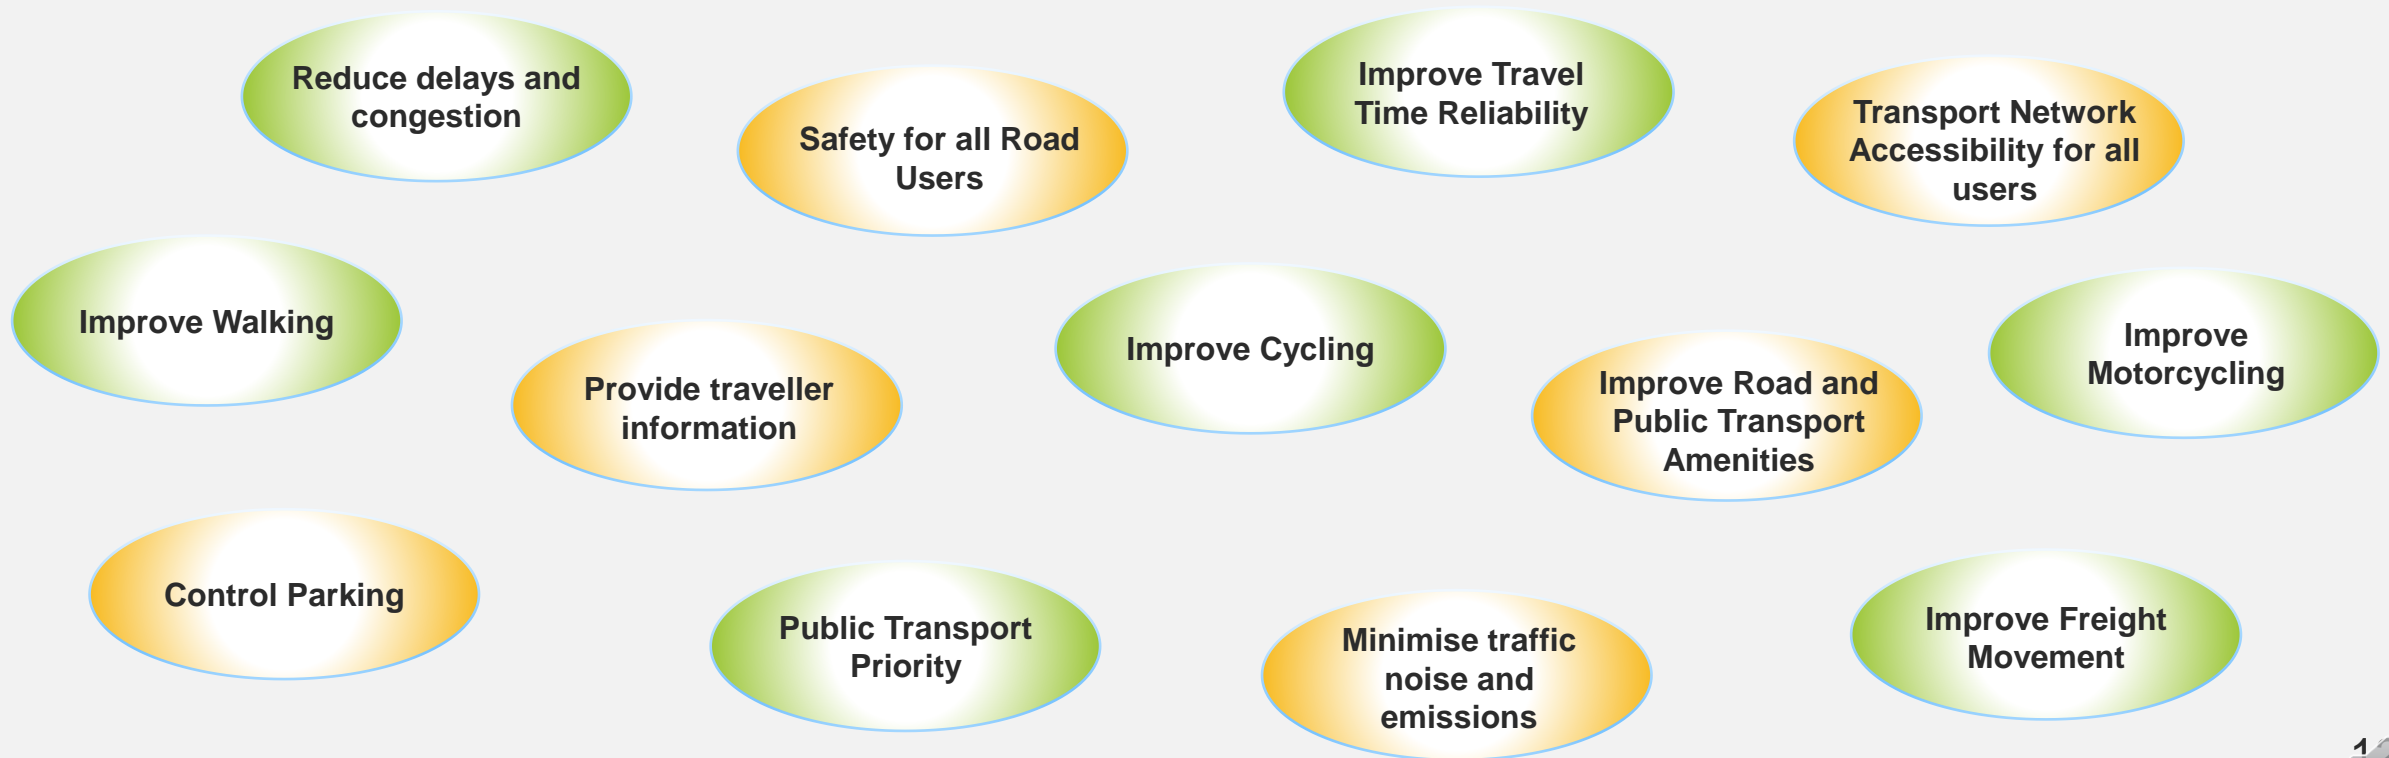 Reduce delays and
congestion
Safety for all Road
Users
Improve Travel
Time Reliability
Transport Network
Accessibility for all
users
Improve Walking
Provide traveller
information
Improve Cycling
Improve Road and
Public Transport
Amenities
Improve
Motorcycling
Control Parking
Public Transport
Priority
Minimise traffic
noise and
emissions
Improve Freight
Movement